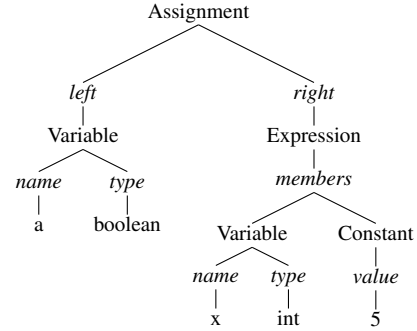 Assignment
left right
Variable Expression
name type members
a boolean
Variable Constant
name type value
x int 5